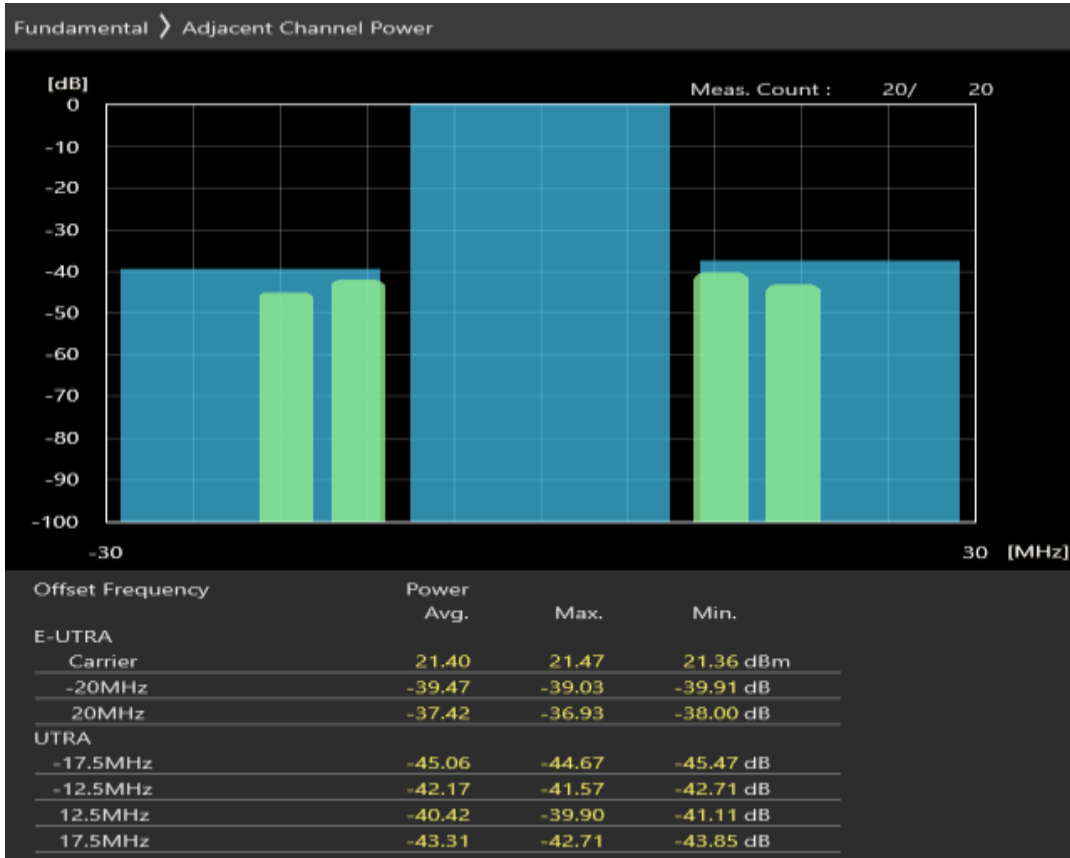 Fundamental > Adjacent Channel Power
[dB]
Meas. Count : 20/ 20
0
-10
-20
-30
-40
-50
-60
-70
-80
-90
-100
-30 30 [MHz]
Offset Frequency Power
Avg. Max. Min.
E-UTRA
Carrier 21.40 21.47 21.36 dBm
-20MHz -39.47 -39.03 -39.91 dB
20MHz -37.42 -36.93 -38.00 dB
UTRA
-17.5MHz -45.06 -44.67 -45.47 dB
-12.5MHz -42.17 -41.57 -42.71 dB
12.5MHz -40.42 -39.90 -41.11 dB
17.5MHz -43.31 -42.71 -43.85 dB